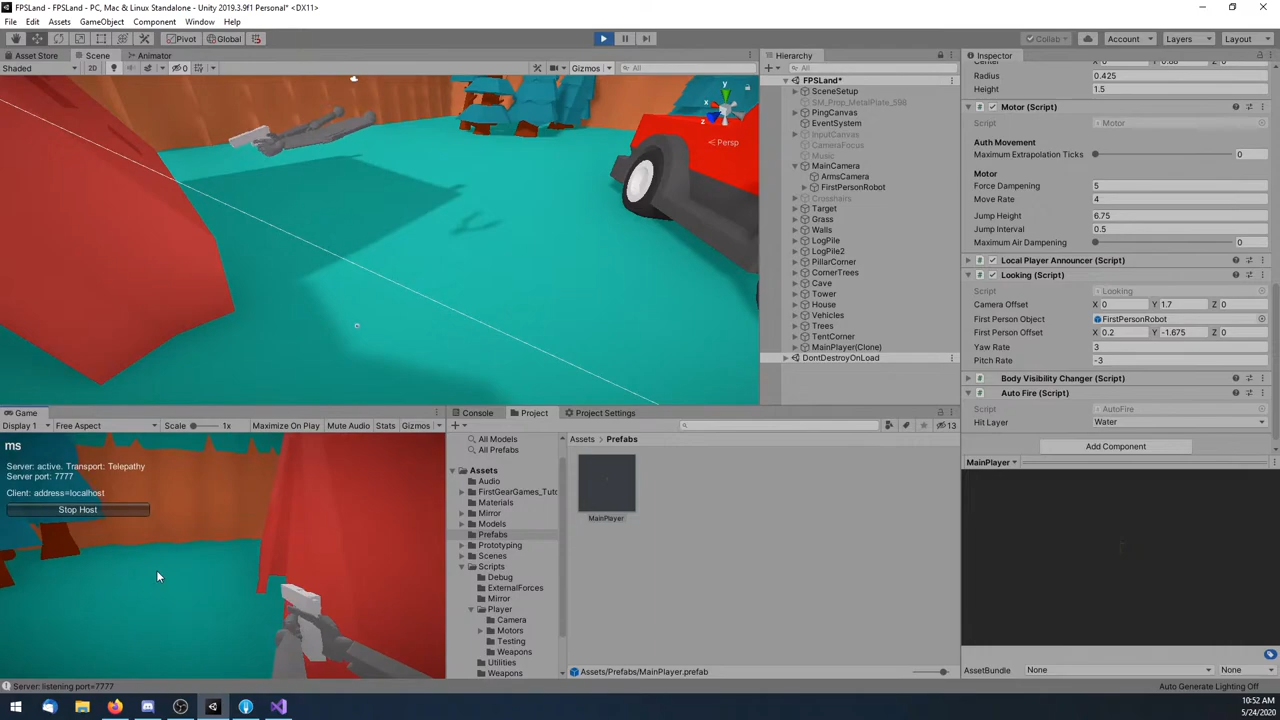 FPSLand - FPSLand - PC, Mac & Linux Standalone - Unity 2019.3.9f1 Personal* <DX11>
File Edit Assets GameObject Component Window Help
Pivot Global Collab Account Layers Layout
Asset Store Scene Animator
Shaded 2D 0 Gizmos All
y
x
z
Persp
Hierarchy
All
FPSLand*
SceneSetup
SM_Prop_MetalPlate_596
PingCanvas
EventSystem
InputCanvas
CameraFocus
Music
MainCamera
ArmsCamera
FirstPersonRobot
Crosshairs
Target
Grass
Walls
LogPile
LogPile2
PillarCorner
CornerTrees
Cave
Tower
House
Vehicles
Trees
TentCorner
MainPlayer(Clone)
DontDestroyOnLoad
Inspector
Radius 0.425
Height 1.5
Motor (Script)
Script Motor
Auth Movement
Maximum Extrapolation Ticks 0
Motor
Force Dampening 5
Move Rate 4
Jump Height 6.75
Jump Interval 0.5
Maximum Air Dampening 0
Local Player Announcer (Script)
Looking (Script)
Script Looking
Camera Offset X 0 Y 1.7 Z 0
First Person Object FirstPersonRobot
First Person Offset X 0.2 Y -1.675 Z 0
Yaw Rate 3
Pitch Rate -3
Body Visibility Changer (Script)
Auto Fire (Script)
Script AutoFire
Hit Layer Water
Add Component
MainPlayer
AssetBundle None None
Auto Generate Lighting Off
Game
Display 1 Free Aspect Scale 1x Maximize On Play Mute Audio Stats Gizmos
ms
Server: active. Transport: Telepathy
Server port: 7777
Client: address=localhost
Stop Host
Console Project Project Settings
13
All Models
All Prefabs
Assets
Audio
FirstGearGames_Tuto
Materials
Mirror
Models
Prefabs
Prototyping
Scenes
Scripts
Debug
ExternalForces
Mirror
Player
Camera
Motors
Testing
Weapons
Utilities
Weapons
Assets > Prefabs
MainPlayer
Assets/Prefabs/MainPlayer.prefab
Server: listening port=7777
10:52 AM
5/24/2020